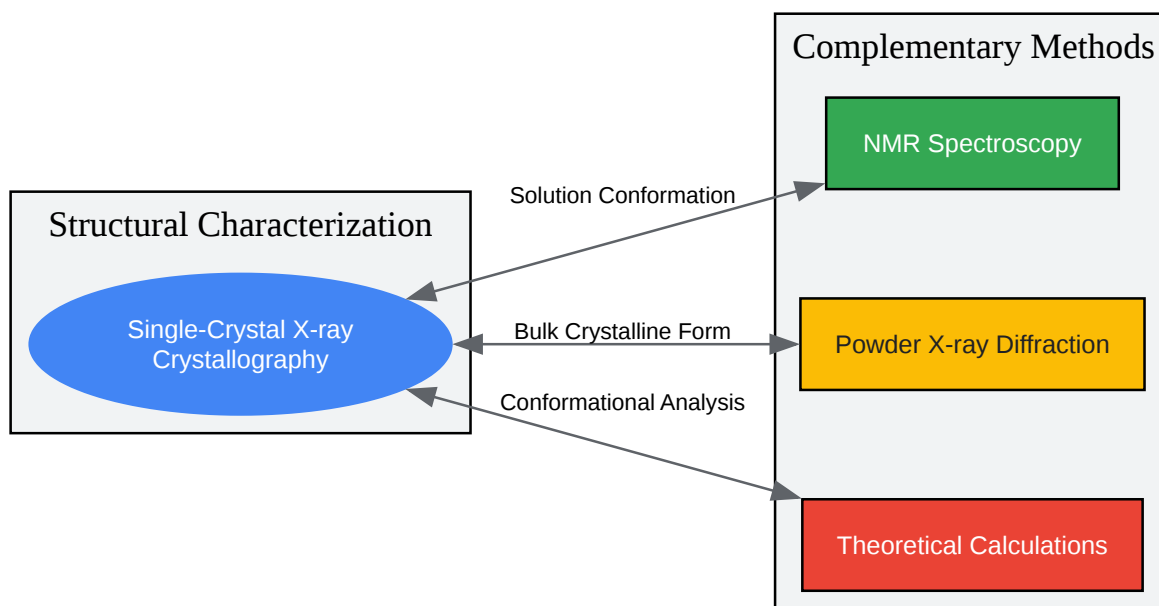 Complementary Methods
NMR Spectroscopy
Solution Conformation
Structural Characterization
Single-Crystal X-ray
Crystallography
Bulk Crystalline Form
Powder X-ray Diffraction
Conformational Analysis
Theoretical Calculations